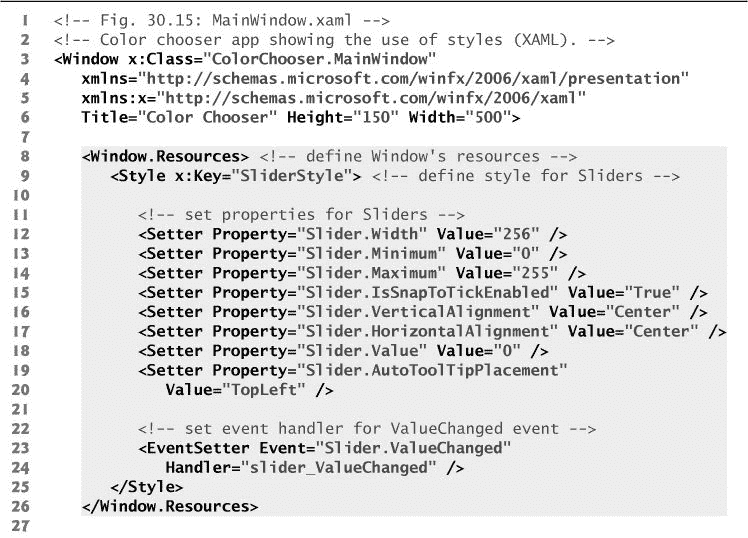 1 <!-- Fig. 30.15: MainWindow.xaml -->
2 <!-- Color chooser app showing the use of styles (XAML). -->
3 <Window x:Class="ColorChooser.MainWindow"
4 xmlns="http://schemas.microsoft.com/winfx/2006/xaml/presentation"
5 xmlns:x="http://schemas.microsoft.com/winfx/2006/xaml"
6 Title="Color Chooser" Height="150" Width="500">
7
8 <Window.Resources> <!-- define Window's resources -->
9 <Style x:Key="SliderStyle"> <!-- define style for Sliders -->
10
11 <!-- set properties for Sliders -->
12 <Setter Property="Slider.Width" Value="256" />
13 <Setter Property="Slider.Minimum" Value="0" />
14 <Setter Property="Slider.Maximum" Value="255" />
15 <Setter Property="Slider.IsSnapToTickEnabled" Value="True" />
16 <Setter Property="Slider.VerticalAlignment" Value="Center" />
17 <Setter Property="Slider.HorizontalAlignment" Value="Center" />
18 <Setter Property="Slider.Value" Value="0" />
19 <Setter Property="Slider.AutoToolTipPlacement"
20 Value="TopLeft" />
21
22 <!-- set event handler for ValueChanged event -->
23 <EventSetter Event="Slider.ValueChanged"
24 Handler="slider_ValueChanged" />
25 </Style>
26 </Window.Resources>
27